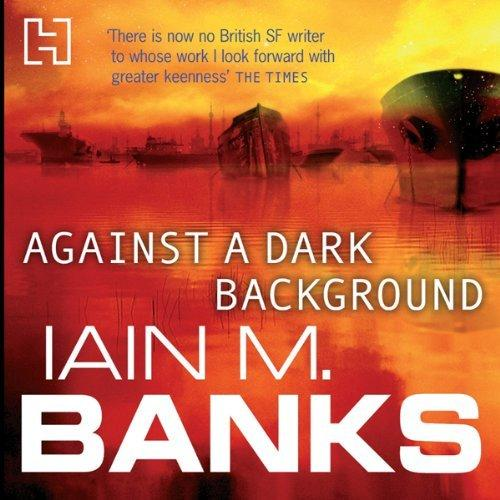 H
'There is now no British SF writer
to whose work I look forward with
greater keenness' THE TIMES
AGAINST A DARK
BACKGROUND
IAIN M.
BANKS